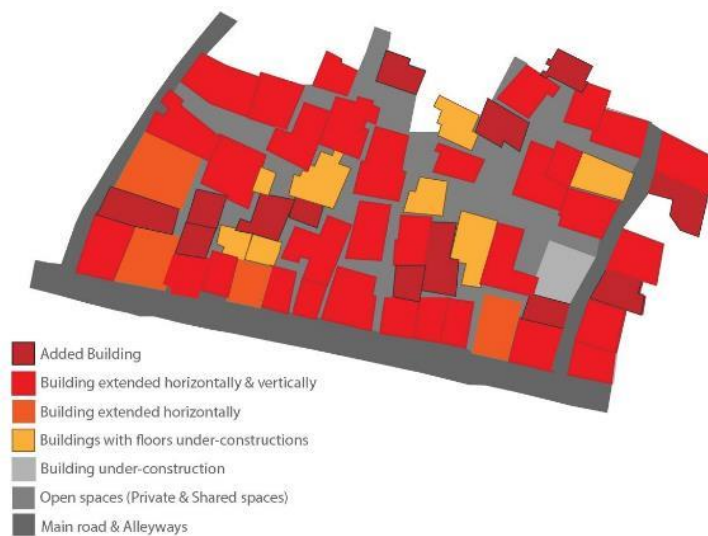 Added Building
Building extended horizontally & vertically
Building extended horizontally
Buildings with floors under-constructions
Building under-construction
Open spaces (Private & Shared spaces)
Main road & Alleyways